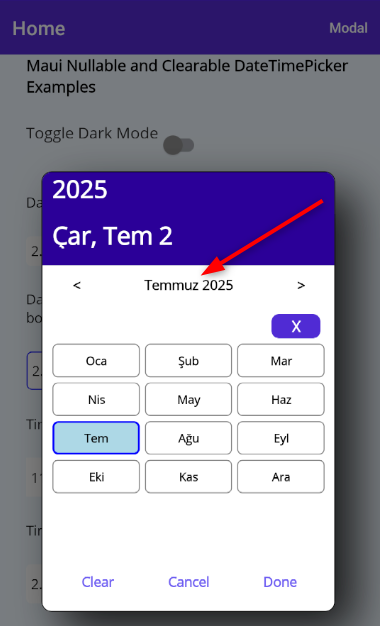 Home Modal
Maui Nullable and Clearable DateTimePicker
Examples
Toggle Dark Mode
Da
2025
Çar, Tem 2
2.
< Temmuz 2025 >
Da
bo
X
Oca Şub Mar
2.
Nis May Haz
Tir
Tem Ağu Eyl
11
Eki Kas Ara
Tir
2.
Clear Cancel Done